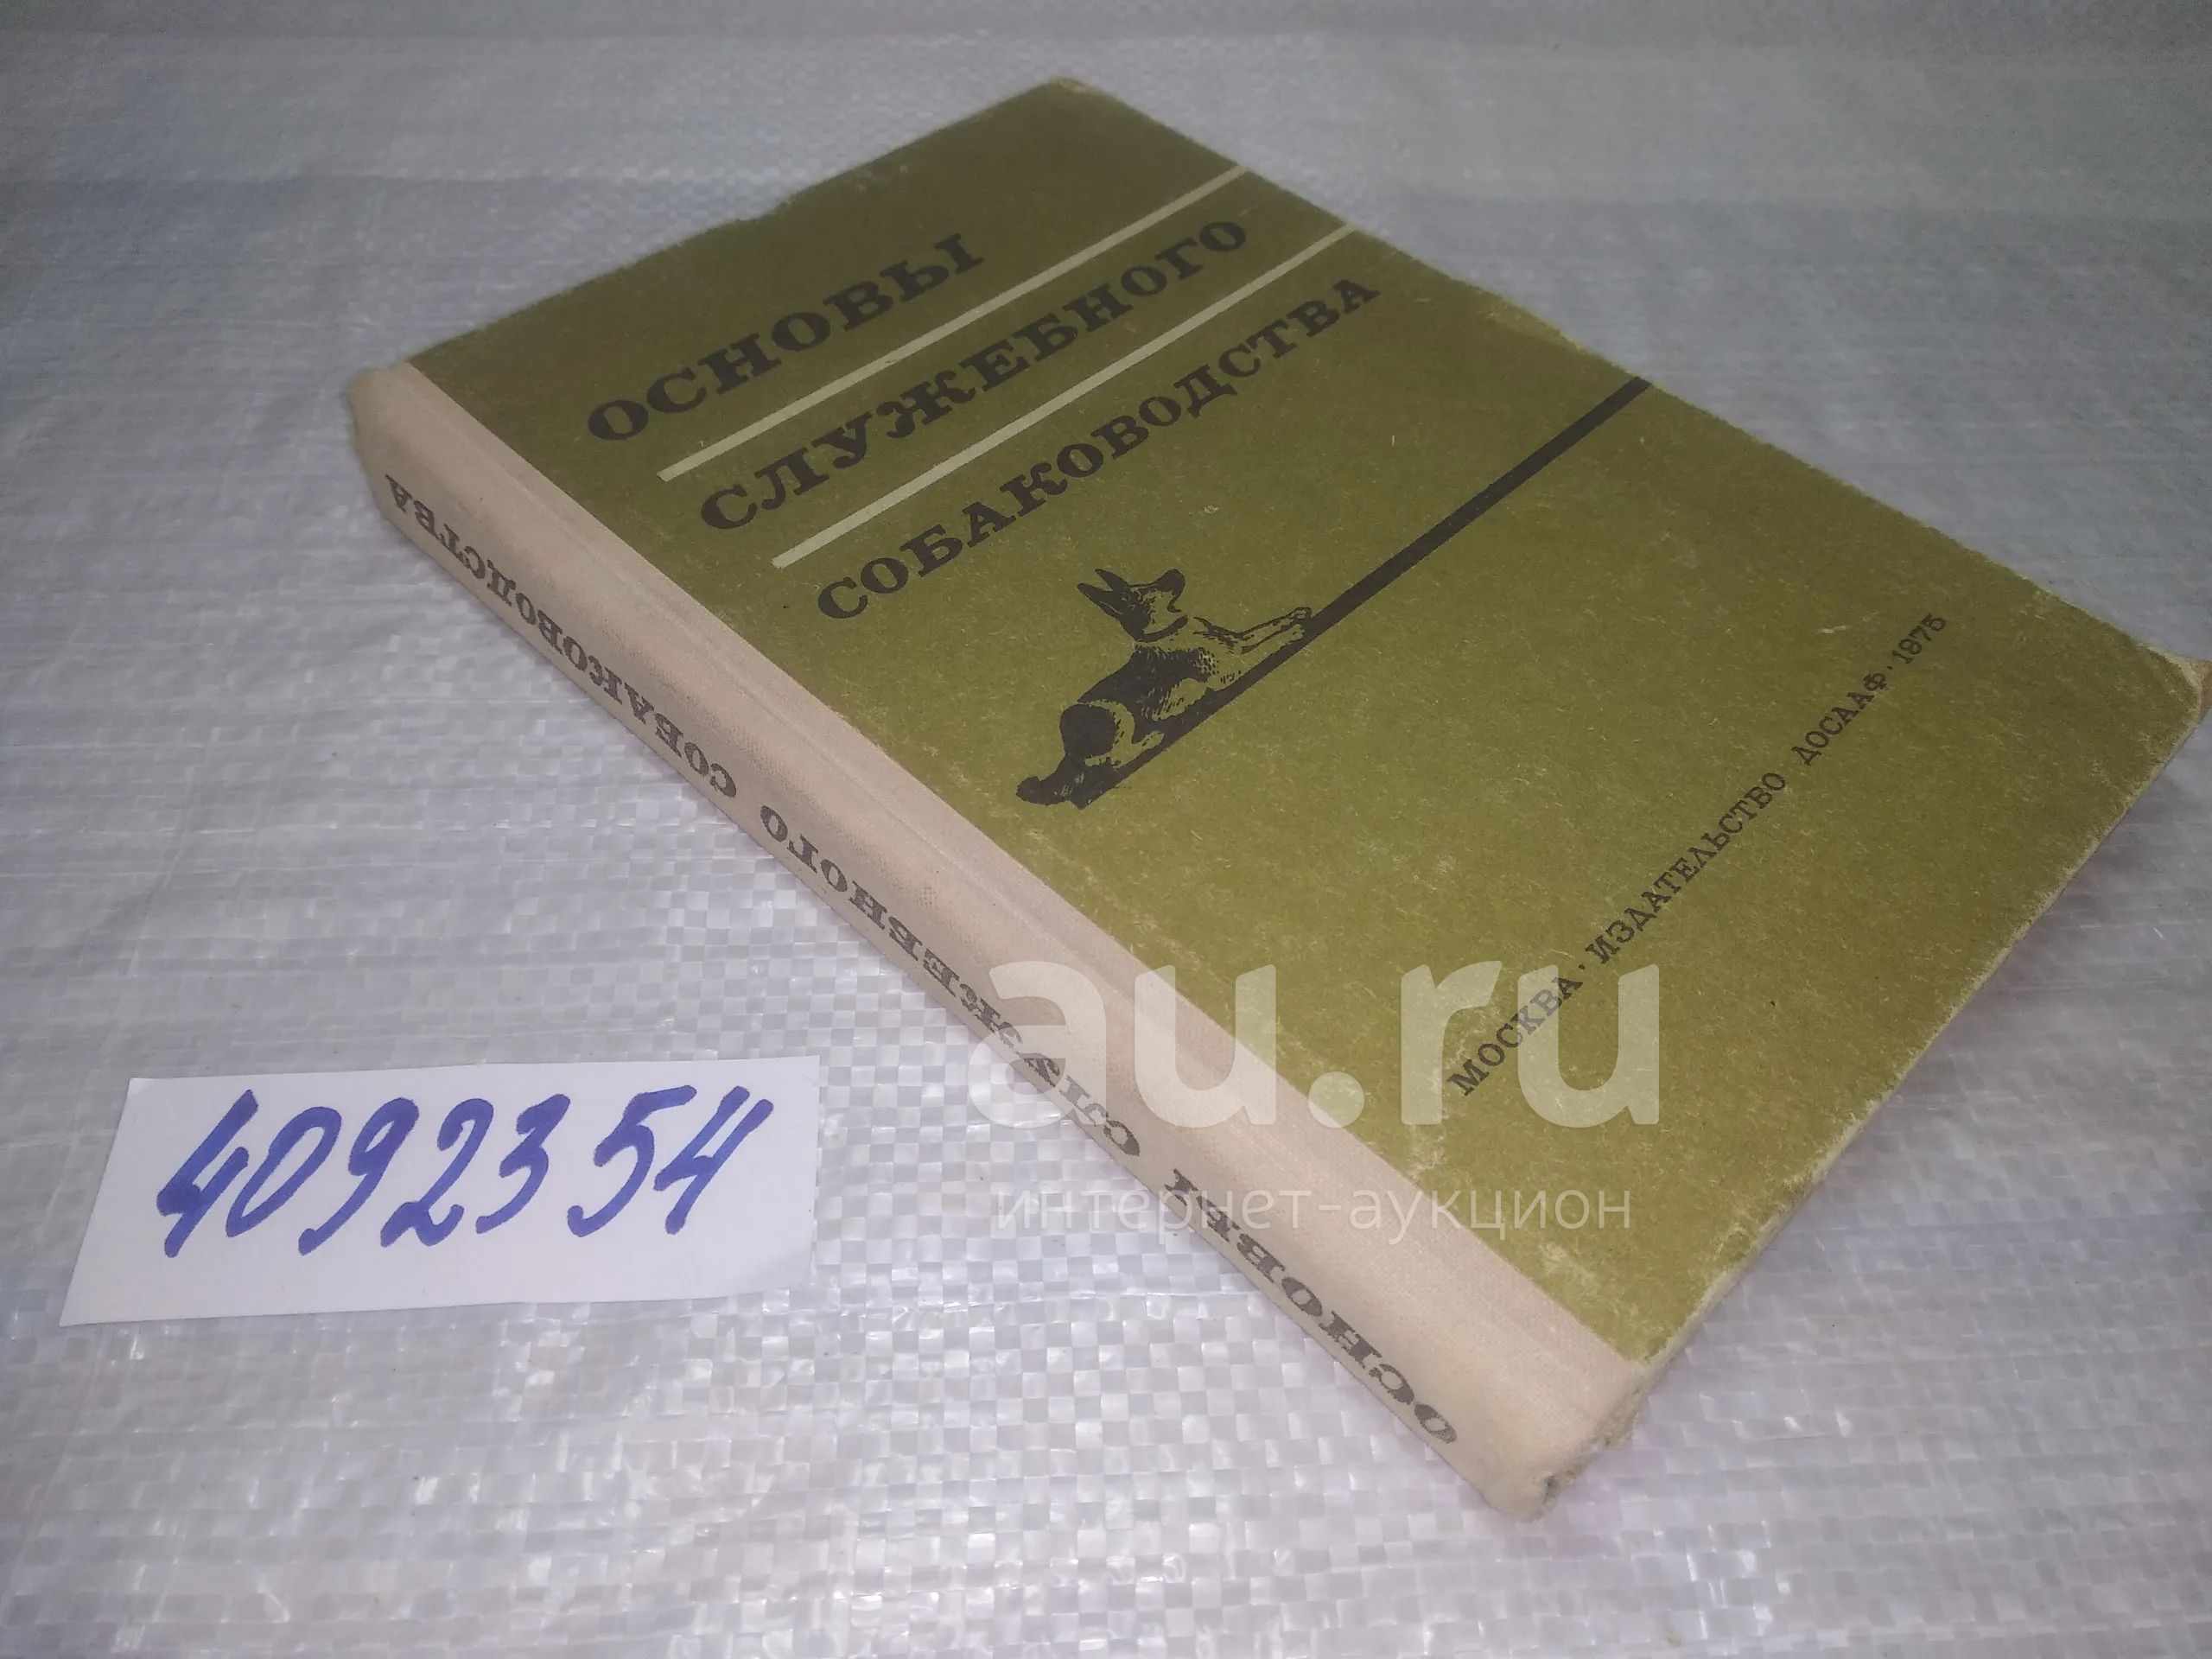 ОСНОВЫ
СЛУЖЕБНОГО
СОБАКОВОДСТВА
МОСКВА · ИЗДАТЕЛЬСТВО ДОСААФ · 1975
ОСНОВЫ СЛУЖЕБНОГО СОБАКОВОДСТВА
4092354
au.ru
интернет-аукцион